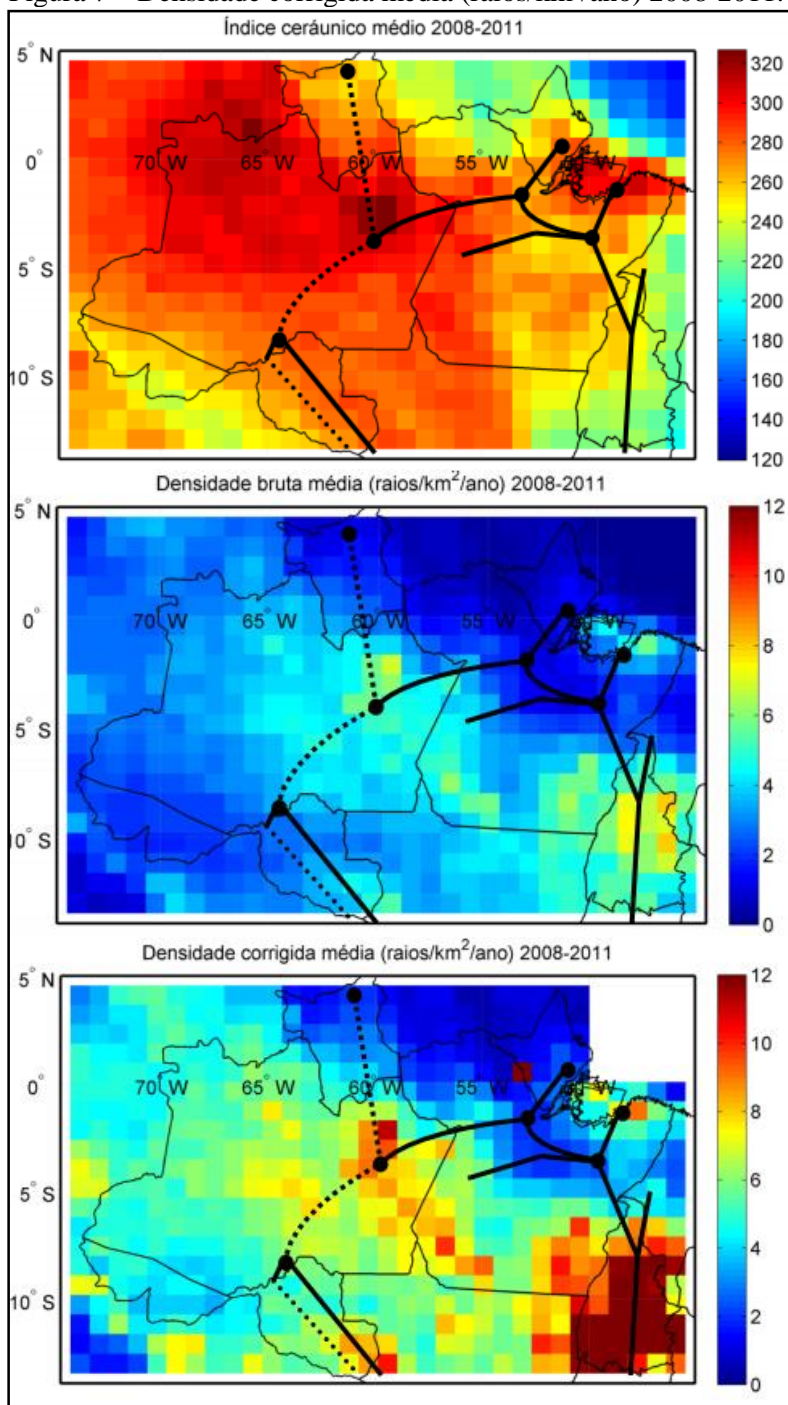 Densidade corrigida média 2008-2011.
Índice ceráunico médio 2008-2011
5° N
0°
5° S
10° S
70 W
65 W
60 W
55 W
W
320
300
280
260
240
220
200
180
160
140
120
Densidade bruta média (raios/km²/ano) 2008-2011
5° N
0°
5° S
10° S
70 W
65 W
60 W
55 W
W
12
10
8
6
4
2
0
Densidade corrigida média (raios/km²/ano) 2008-2011
5° N
0°
5° S
10° S
70 W
65 W
60 W
55 W
W
12
10
8
6
4
2
0